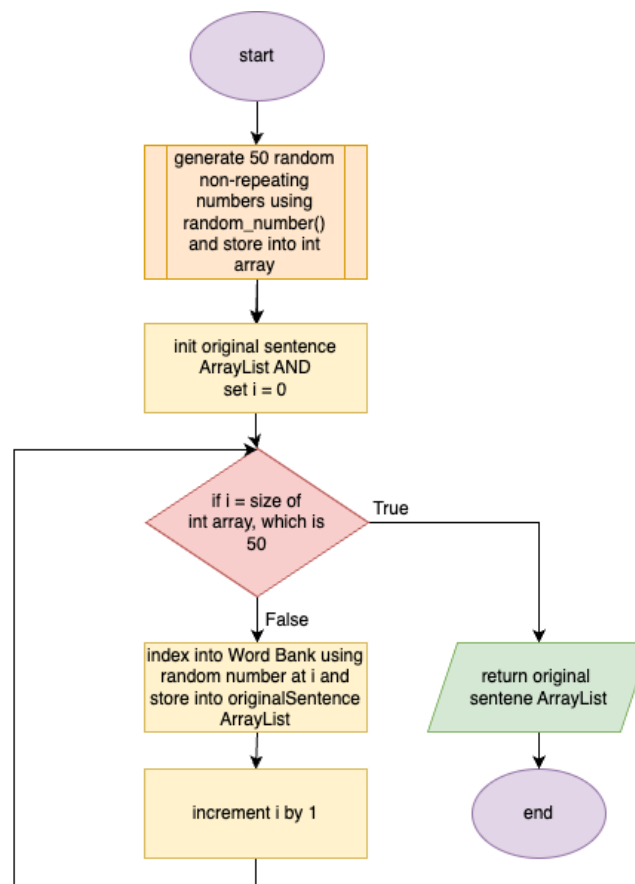 start
generate 50 random
non-repeating
numbers using
random_number()
and store into int
array
init original sentence
ArrayList AND
set i = 0
if i = size of
int array, which is
50
True
False
index into Word Bank using
random number at i and
store into originalSentence
ArrayList
return original
sentene ArrayList
increment i by 1
end